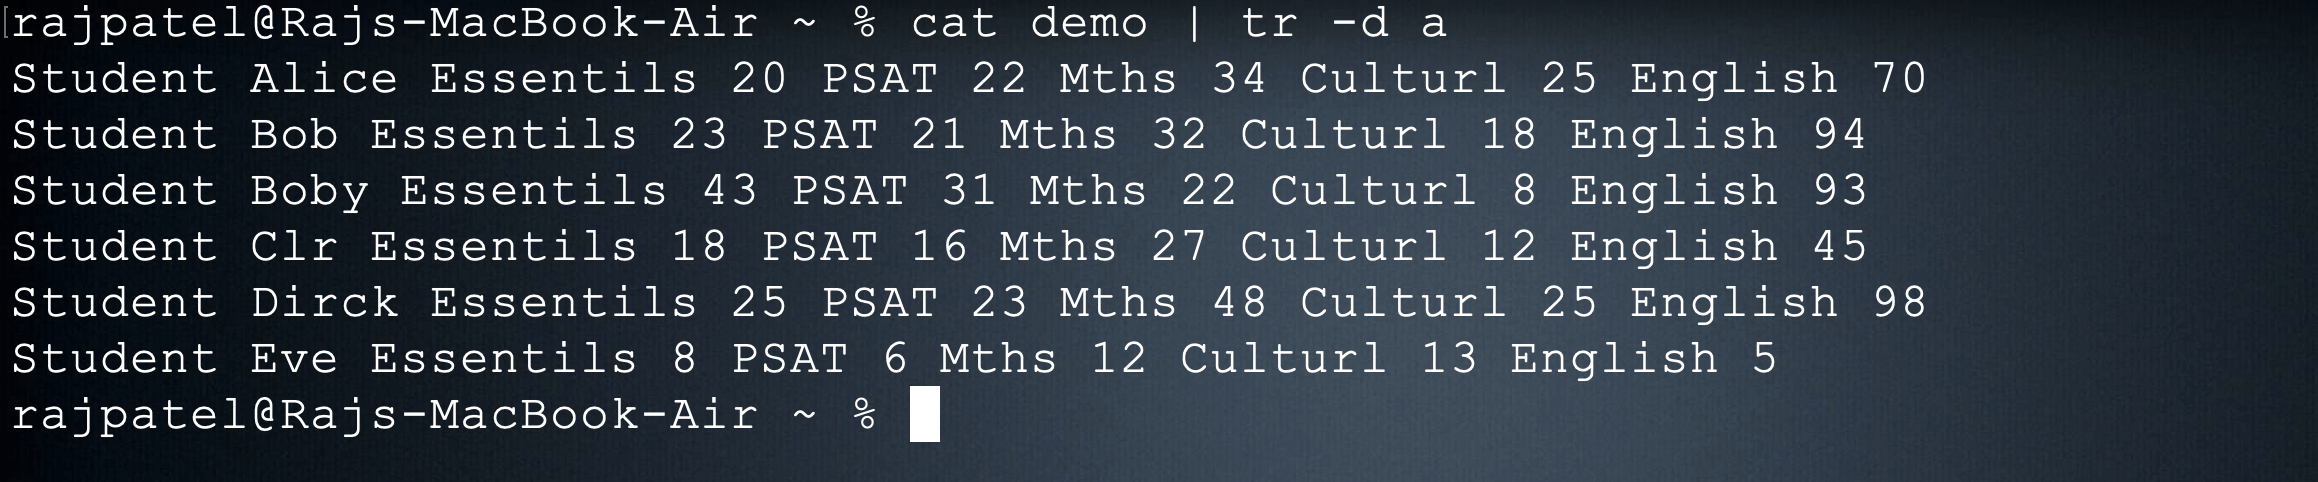 rajpatel@Rajs-MacBook-Air ~ % cat demo | tr -d a
Student Alice Essentils 20 PSAT 22 Mths 34 Culturl 25 English 70
Student Bob Essentils 23 PSAT 21 Mths 32 Culturl 18 English 94
Student Boby Essentils 43 PSAT 31 Mths 22 Culturl 8 English 93
Student Clr Essentils 18 PSAT 16 Mths 27 Culturl 12 English 45
Student Dirck Essentils 25 PSAT 23 Mths 48 Culturl 25 English 98
Student Eve Essentils 8 PSAT 6 Mths 12 Culturl 13 English 5
rajpatel@Rajs-MacBook-Air ~ %